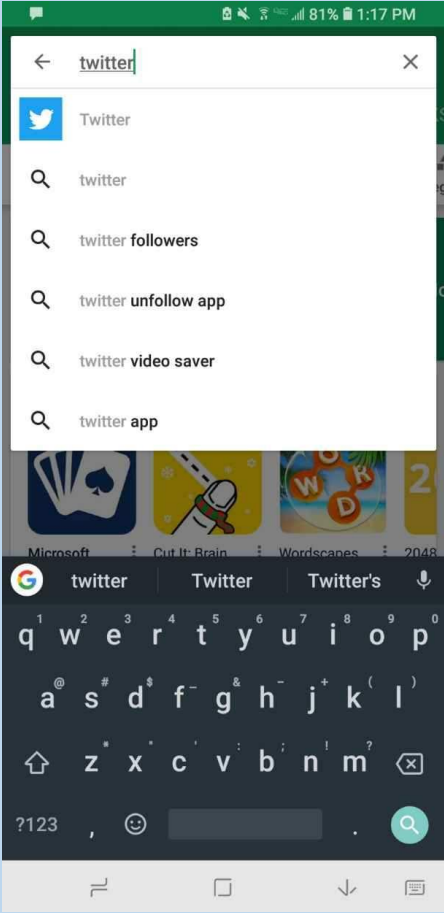 81% 1:17 PM
twitter
Twitter
twitter
twitter followers
twitter unfollow app
twitter video saver
twitter app
Microsoft
Cut It: Brain
Wordscapes
2048
twitter Twitter Twitter's
1 2 3 4 5 6 7 8 9 0
q w e r t y u i o p
@ # $ & + ( )
a s d f g h j k l
! ?
z x c v b n m
?123 , .